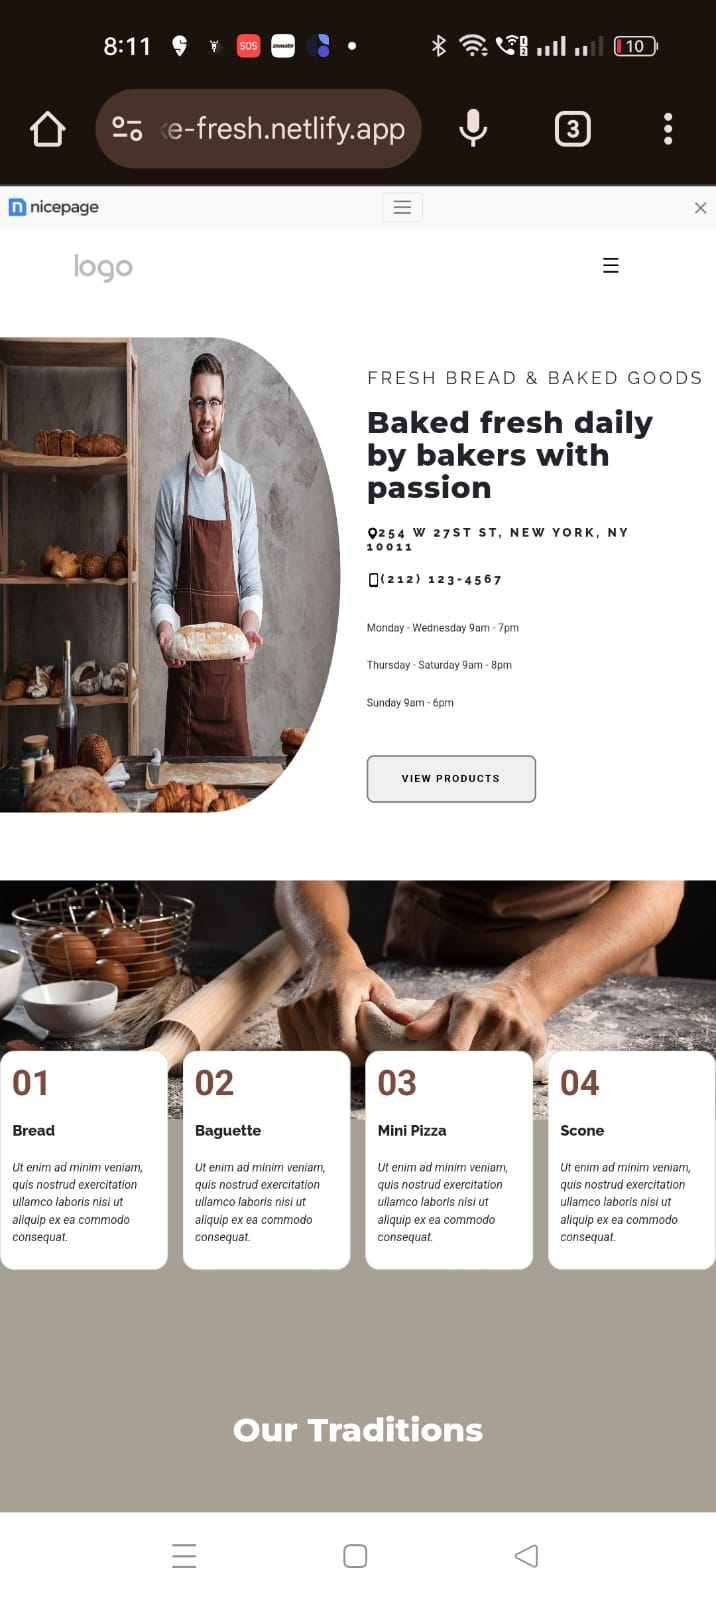 8:11
SOS
10
e-fresh.netlify.app
3
nicepage
logo
FRESH BREAD & BAKED GOODS
Baked fresh daily
by bakers with
passion
254 W 27ST ST, NEW YORK, NY
10011
(212) 123-4567
Monday - Wednesday 9am - 7pm
Thursday - Saturday 9am - 8pm
Sunday 9am - 6pm
VIEW PRODUCTS
01
Bread
Ut enim ad minim veniam,
quis nostrud exercitation
ullamco laboris nisi ut
aliquip ex ea commodo
consequat.
02
Baguette
Ut enim ad minim veniam,
quis nostrud exercitation
ullamco laboris nisi ut
aliquip ex ea commodo
consequat.
03
Mini Pizza
Ut enim ad minim veniam,
quis nostrud exercitation
ullamco laboris nisi ut
aliquip ex ea commodo
consequat.
04
Scone
Ut enim ad minim veniam,
quis nostrud exercitation
ullamco laboris nisi ut
aliquip ex ea commodo
consequat.
Our Traditions